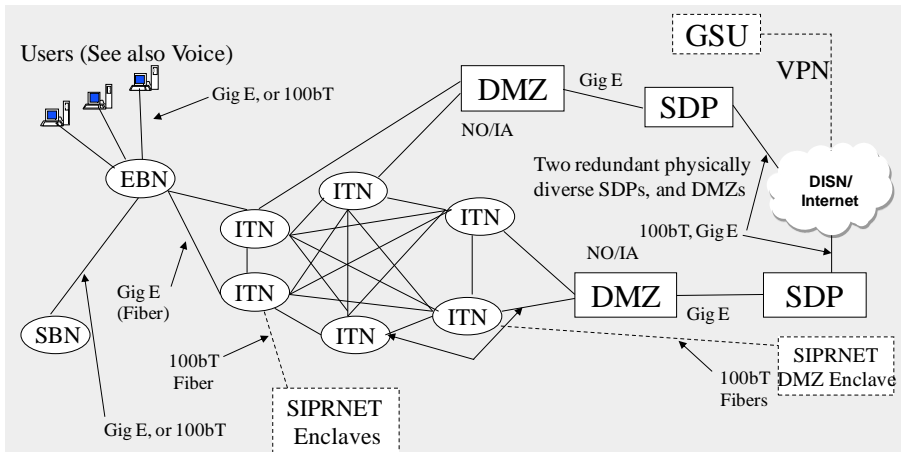 GSU
Users (See also Voice)
VPN
Gig E
DMZ
Gig E, or 100bT
SDP
NO/IA
Two redundant physically
diverse SDPs, and DMZs
DISN/
Internet
EBN
ITN
ITN
ITN
100bT, Gig E
NO/IA
ITN
Gig E
(Fiber)
DMZ
SDP
ITN
ITN
Gig E
SBN
100bT
Fiber
SIPRNET
DMZ Enclave
100bT
Fibers
SIPRNET
Enclaves
Gig E, or 100bT